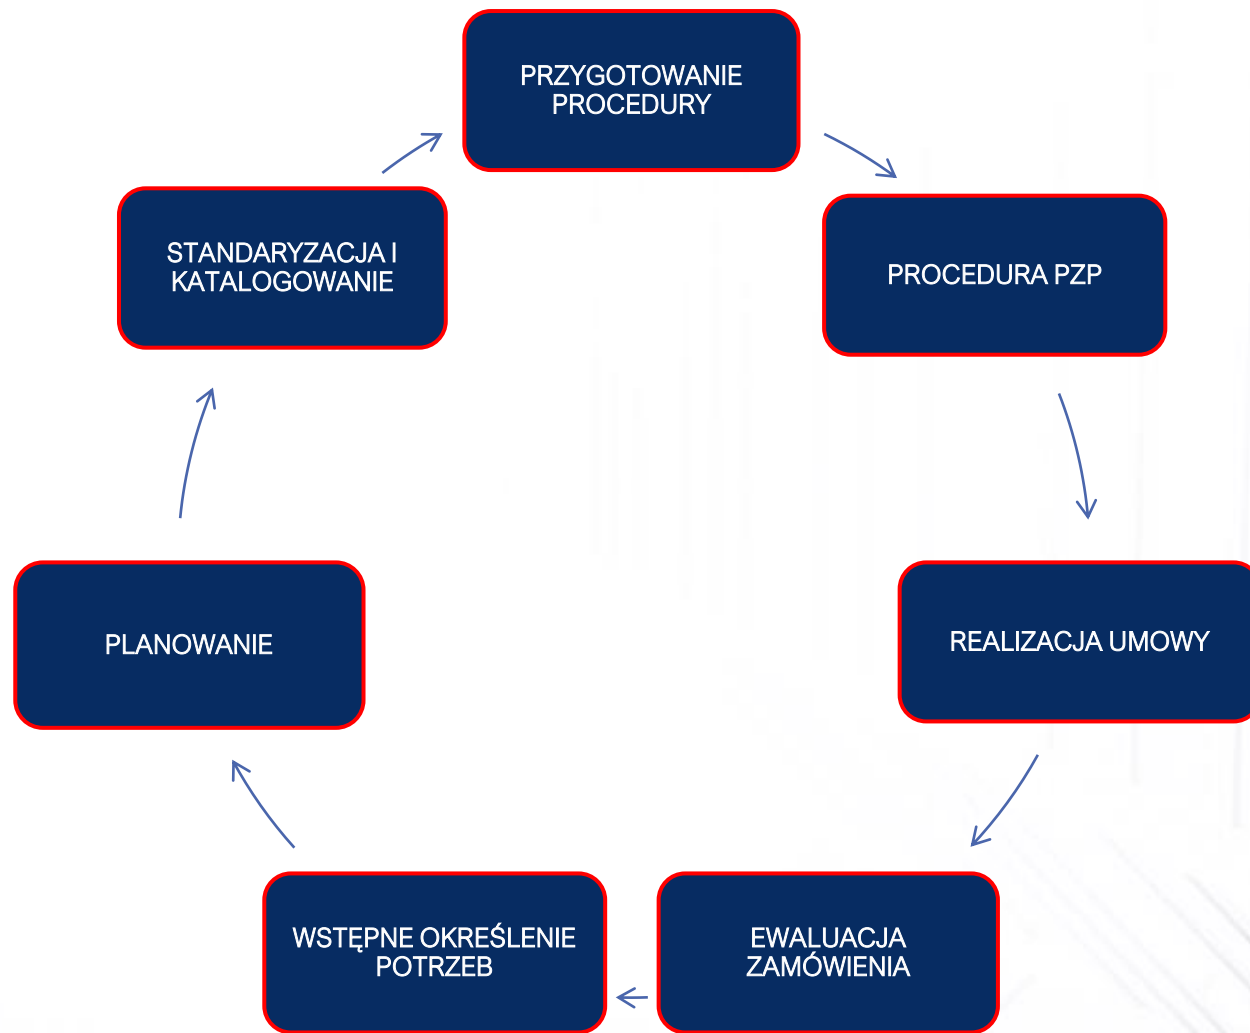 PRZYGOTOWANIE
PROCEDURY
STANDARYZACJA I
KATALOGOWANIE
PROCEDURA PZP
PLANOWANIE
REALIZACJA UMOWY
WSTĘPNE OKREŚLENIE
POTRZEB
EWALUACJA
ZAMÓWIENIA